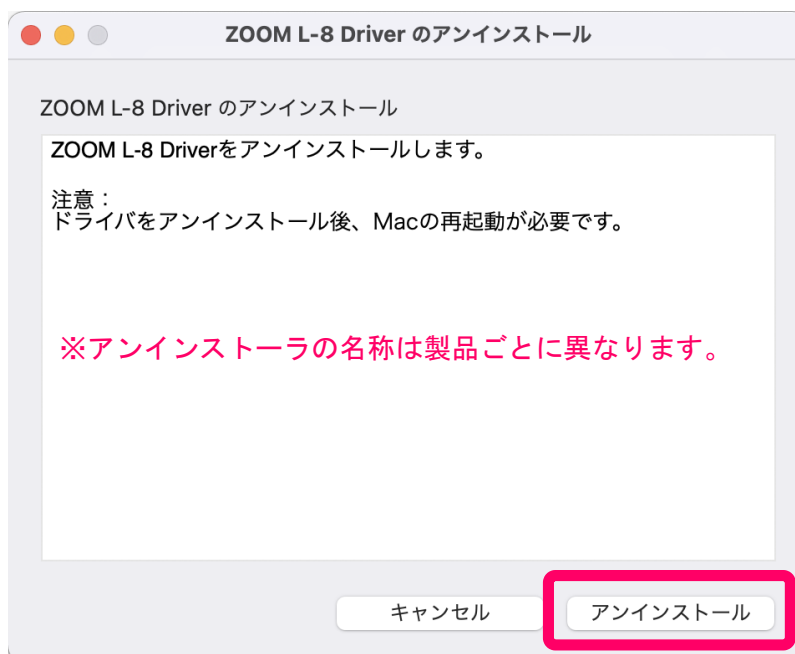 ZOOM L-8 Driver のアンインストール
ZOOM L-8 Driver のアンインストール
ZOOM L-8 Driverをアンインストールします。
注意：
ドライバをアンインストール後、Macの再起動が必要です。
※アンインストーラの名称は製品ごとに異なります。
キャンセル
アンインストール